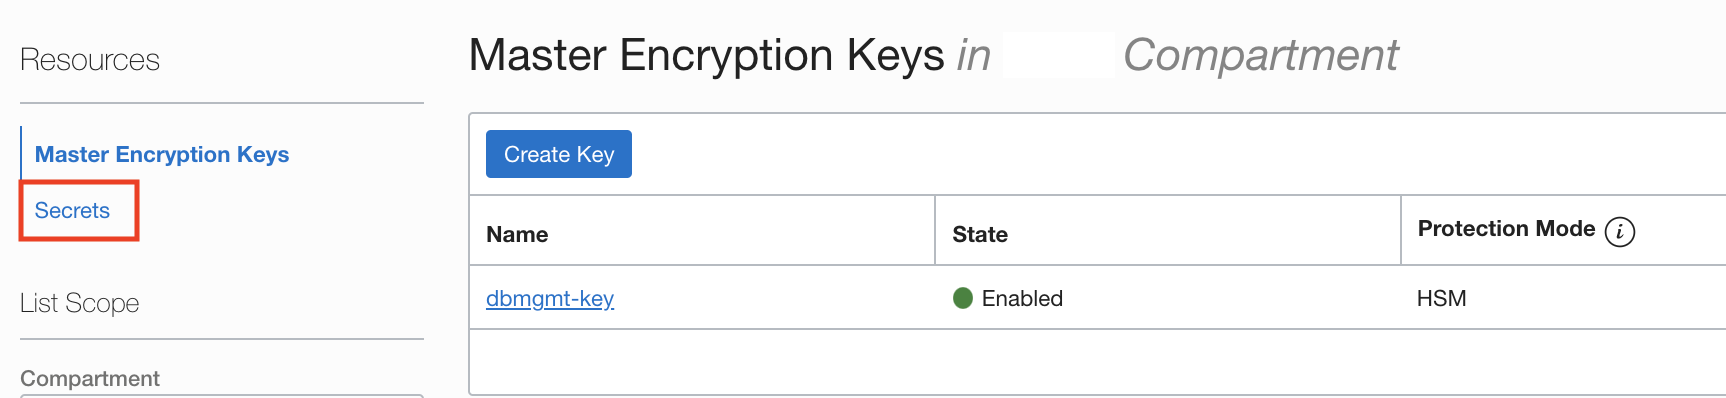 Resources
Master Encryption Keys
Secrets
List Scope
Compartment
Master Encryption Keys in Compartment
Create Key
Name State Protection Mode i
dbmgmt-key Enabled HSM